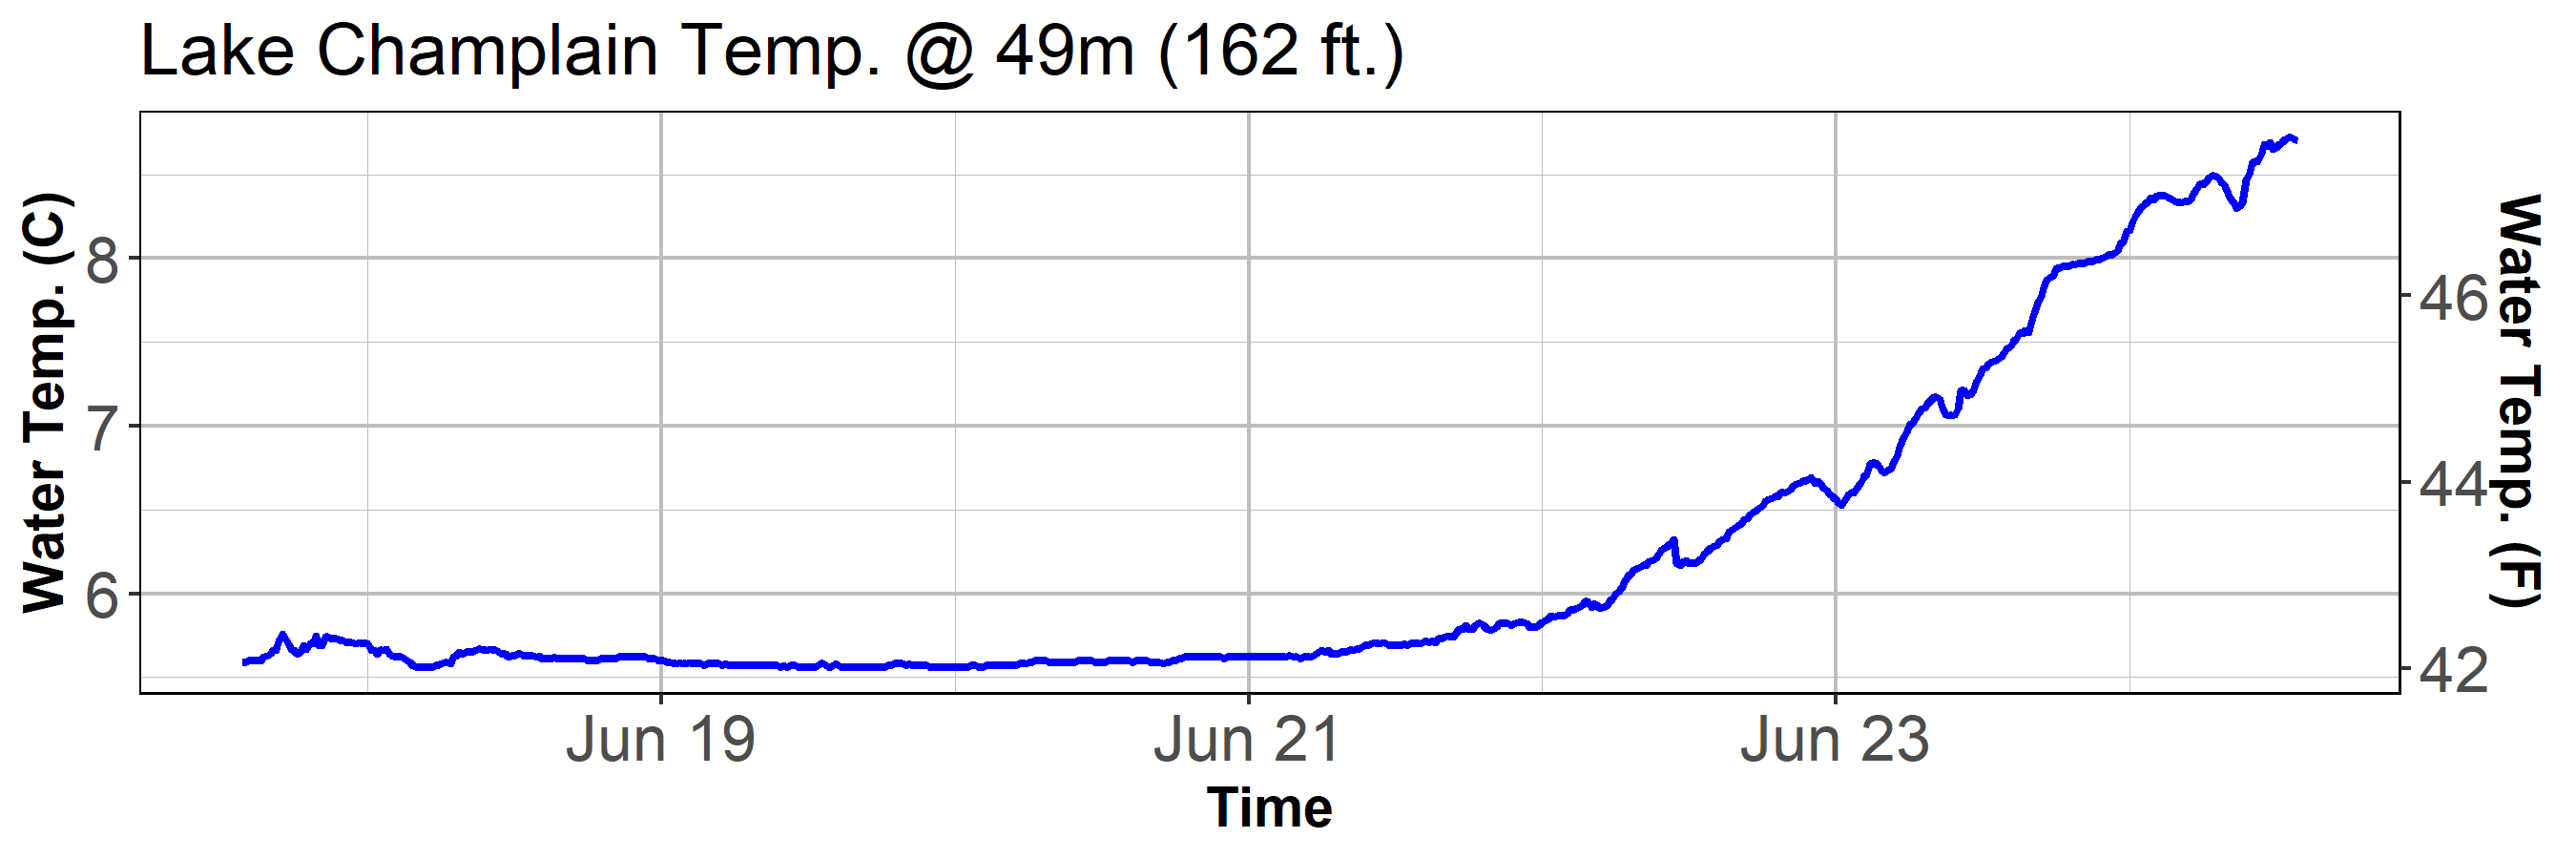 Lake Champlain Temp. @ 49m (162 ft.)
Water Temp. (C)
8
7
6
46
44
42
Water Temp. (F)
Jun 19
Jun 21
Jun 23
Time